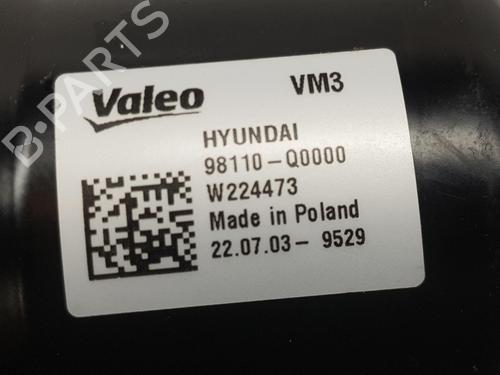 B-PARTS
Valeo VM3
HYUNDAI
98110-Q0000
W224473
Made in Poland
22.07.03- 9529